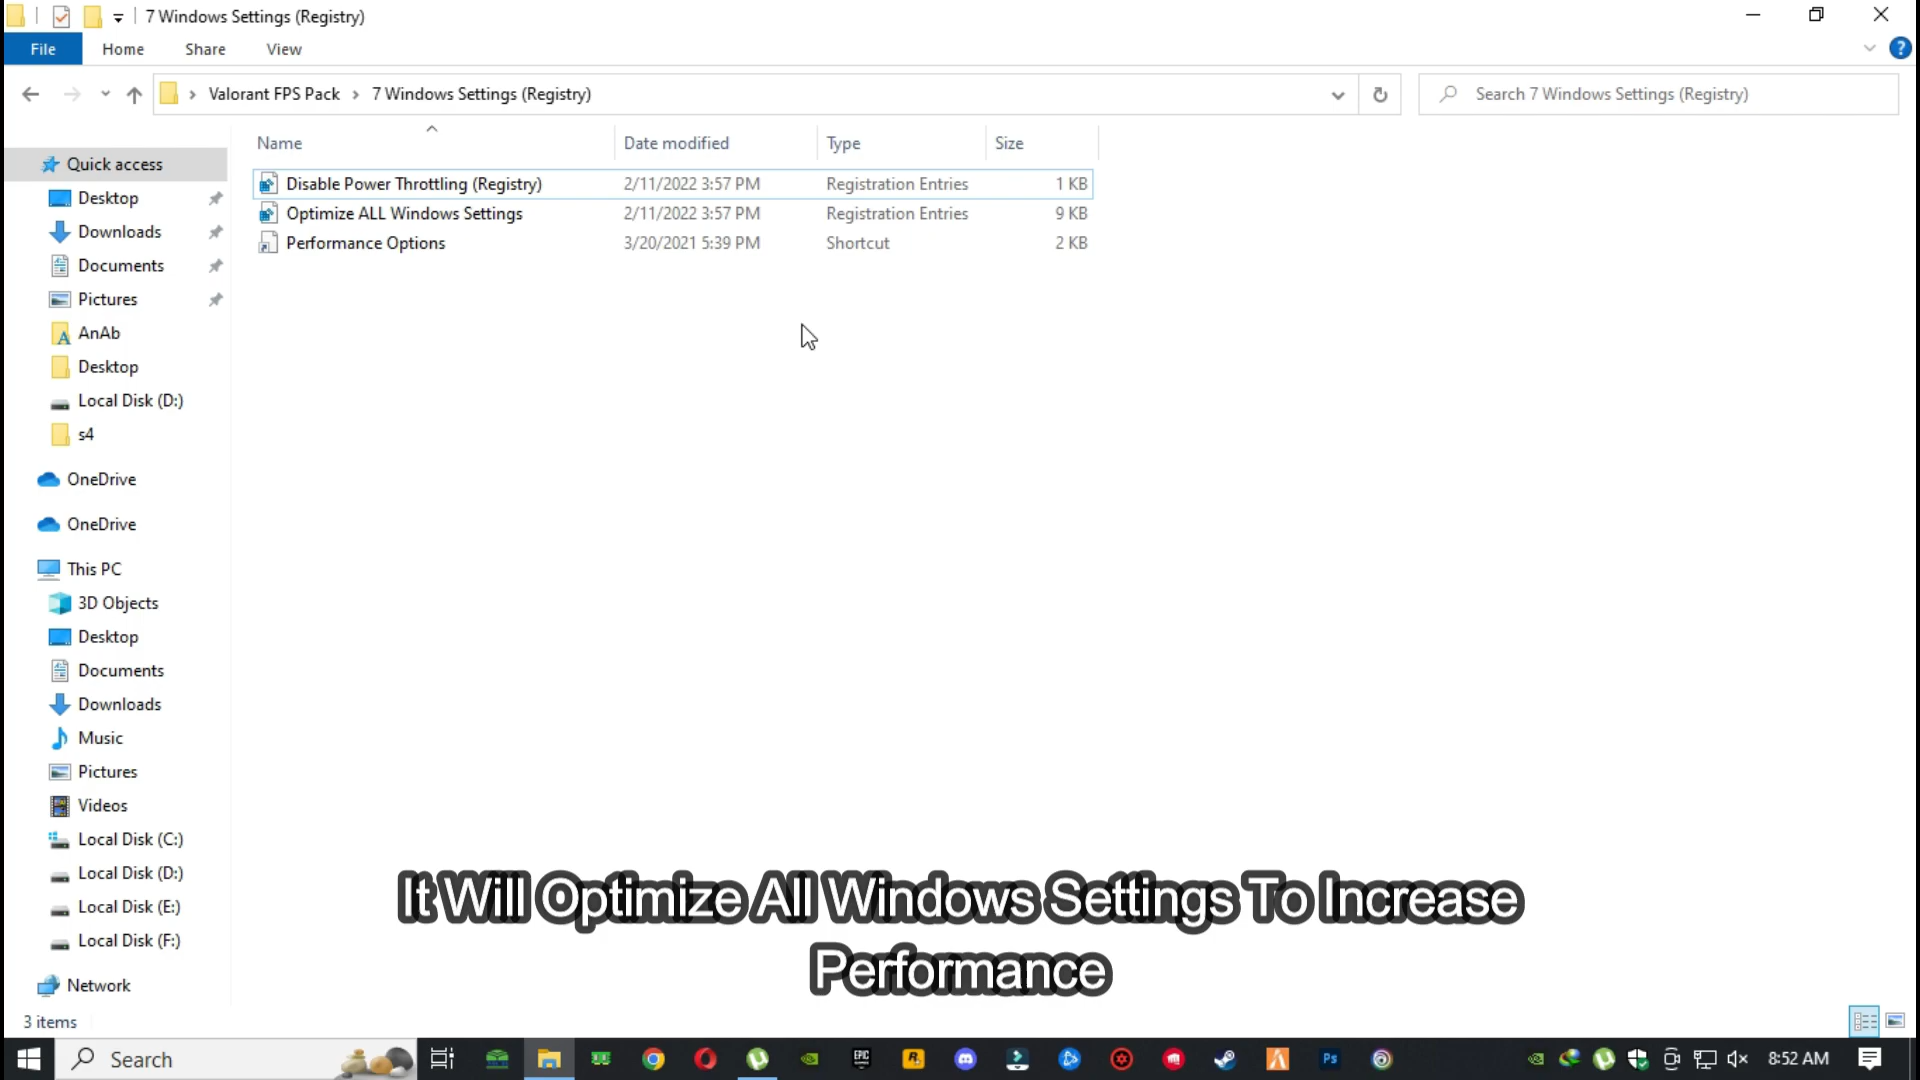 7 Windows Settings (Registry)
File Home Share View
Valorant FPS Pack > 7 Windows Settings (Registry)
Search 7 Windows Settings (Registry)
Name Date modified Type Size
Disable Power Throttling (Registry) 2/11/2022 3:57 PM Registration Entries 1 KB
Optimize ALL Windows Settings 2/11/2022 3:57 PM Registration Entries 9 KB
Performance Options 3/20/2021 5:39 PM Shortcut 2 KB
Quick access
Desktop
Downloads
Documents
Pictures
AnAb
Desktop
Local Disk (D:)
s4
OneDrive
OneDrive
This PC
3D Objects
Desktop
Documents
Downloads
Music
Pictures
Videos
Local Disk (C:)
Local Disk (D:)
Local Disk (E:)
Local Disk (F:)
Network
It Will Optimize All Windows Settings To Increase
Performance
3 items
Search
EPIC
R
Ps
8:52 AM